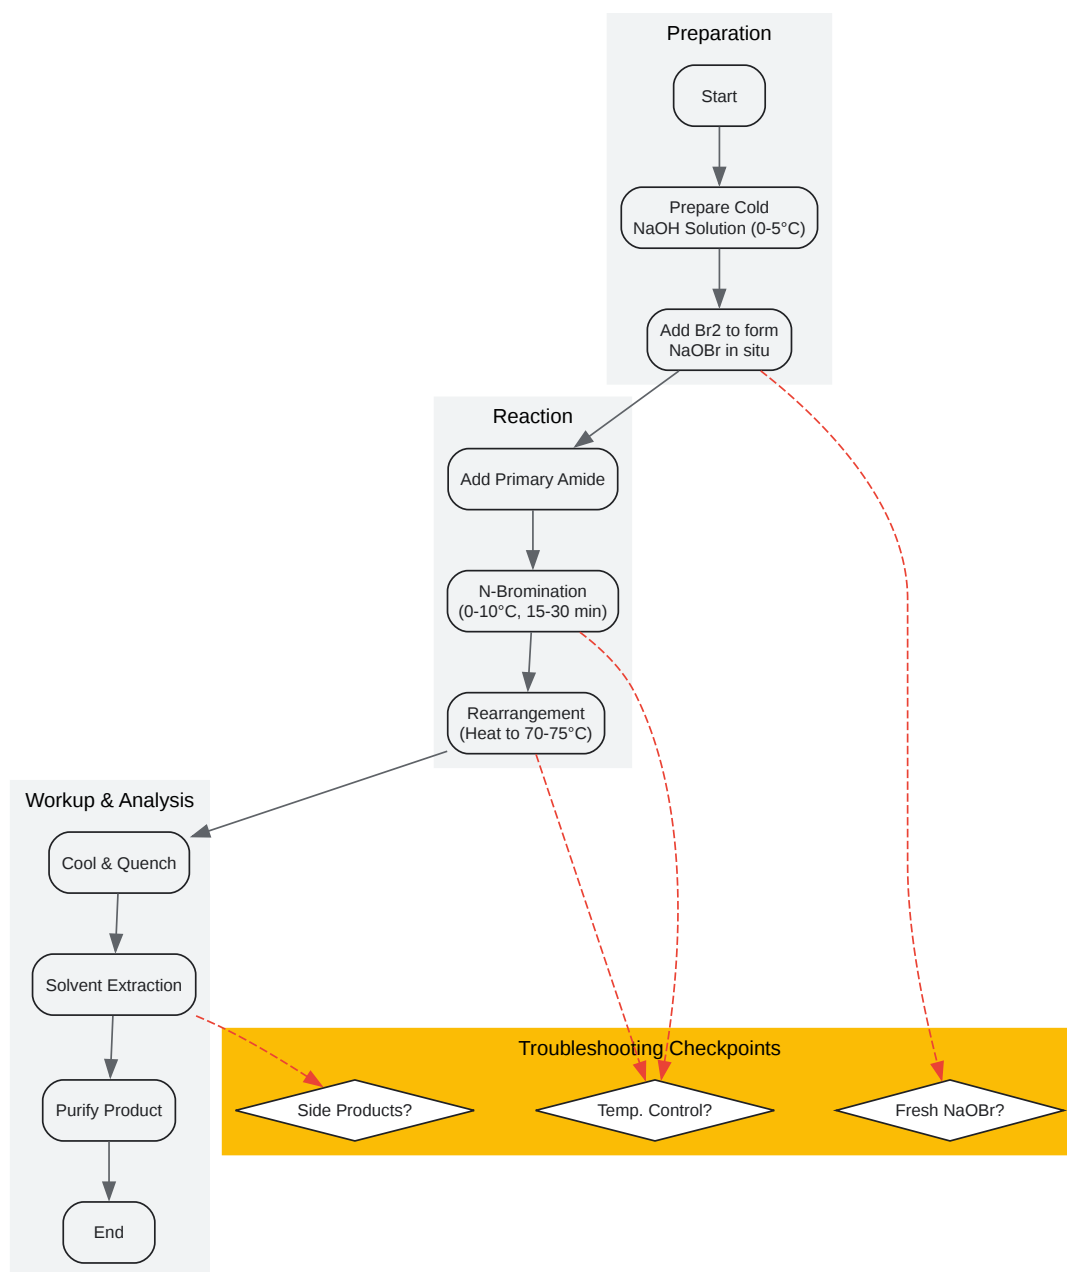 Preparation
Start
Prepare Cold
NaOH Solution (0-5°C)
Add Br2 to form
NaOBr in situ
Reaction
Add Primary Amide
N-Bromination
(0-10°C, 15-30 min)
Rearrangement
(Heat to 70-75°C)
Workup & Analysis
Cool & Quench
Solvent Extraction
Purify Product
End
Troubleshooting Checkpoints
Side Products?
Temp. Control?
Fresh NaOBr?